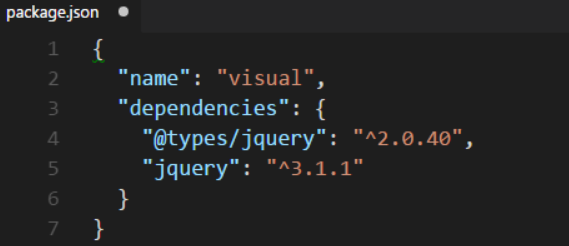 package.json
1 {
2 "name": "visual",
3 "dependencies": {
4 "@types/jquery": "^2.0.40",
5 "jquery": "^3.1.1"
6 }
7 }